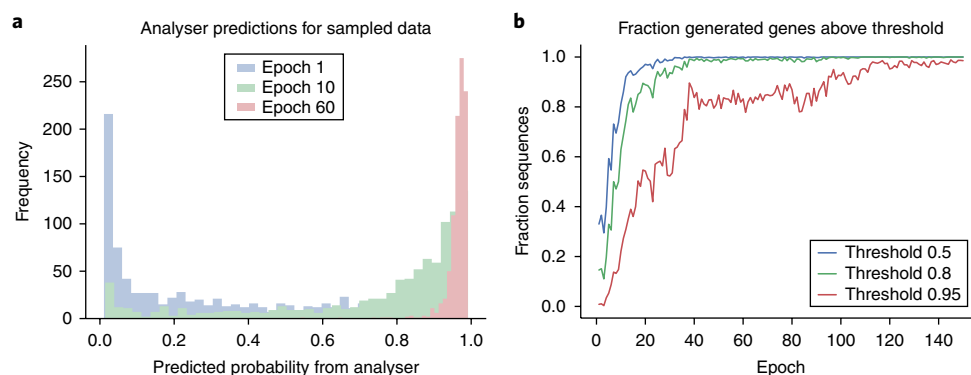 a
Analyser predictions for sampled data
250
200
150
100
50
0
Frequency
Epoch 1
Epoch 10
Epoch 60
0.0 0.2 0.4 0.6 0.8 1.0
Predicted probability from analyser
b
Fraction generated genes above threshold
1.0
0.8
0.6
0.4
0.2
0.0
Fraction sequences
Threshold 0.5
Threshold 0.8
Threshold 0.95
0 20 40 60 80 100 120 140
Epoch